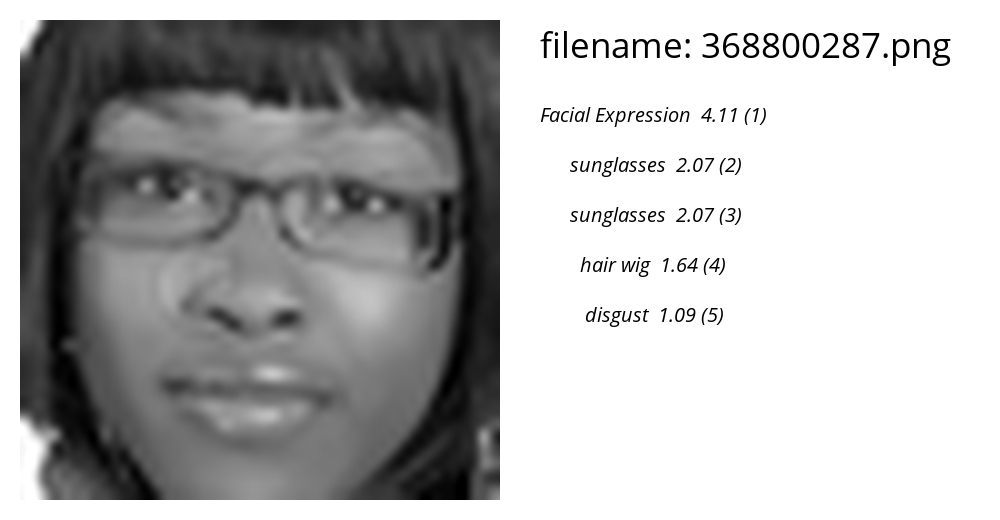 filename: 368800287.png
Facial Expression 4.11 (1)
sunglasses 2.07 (2)
sunglasses 2.07 (3)
hair wig 1.64 (4)
disgust 1.09 (5)